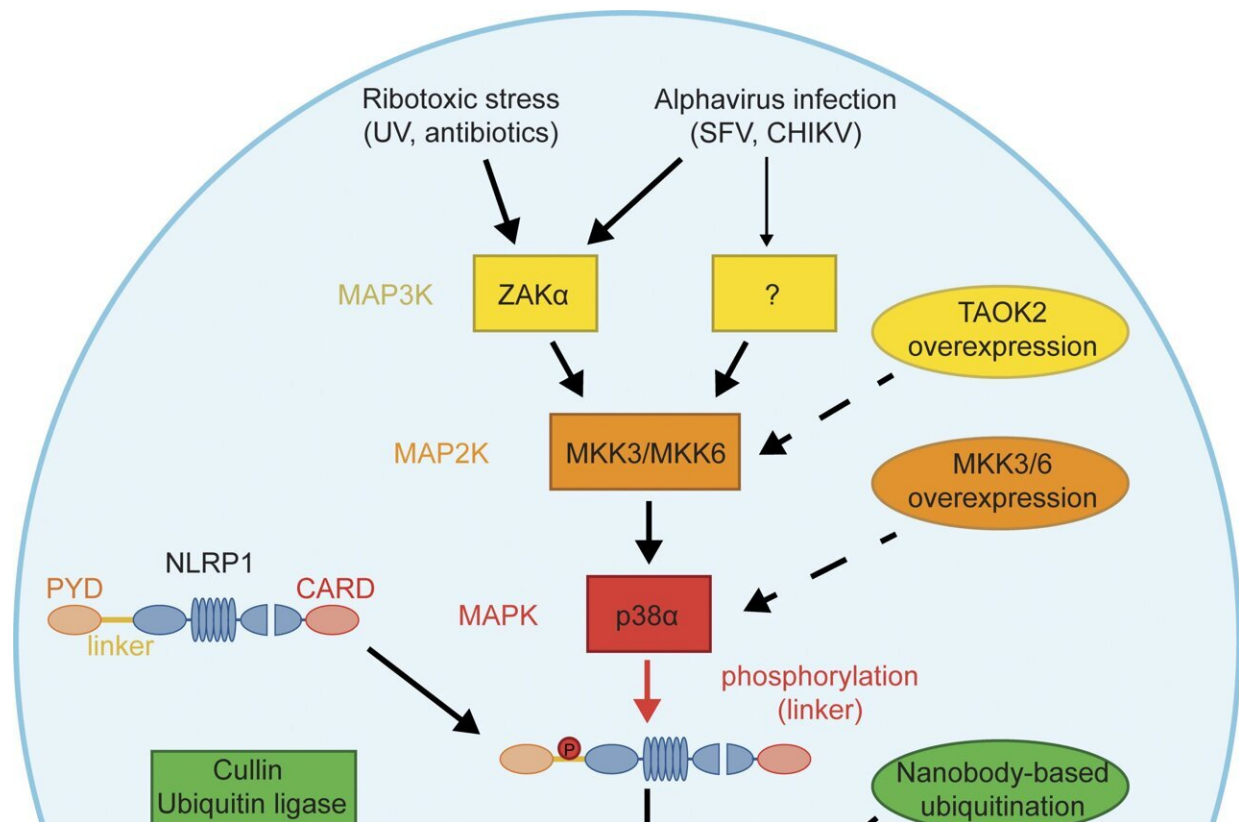 Ribotoxic stress
(UV, antibiotics)
Alphavirus infection
(SFV, CHIKV)
MAP3K
ZAKα
?
TAOK2
overexpression
MAP2K
MKK3/MKK6
MKK3/6
overexpression
NLRP1
PYD
CARD
linker
MAPK
p38α
phosphorylation
(linker)
P
Cullin
Ubiquitin ligase
Nanobody-based
ubiquitination